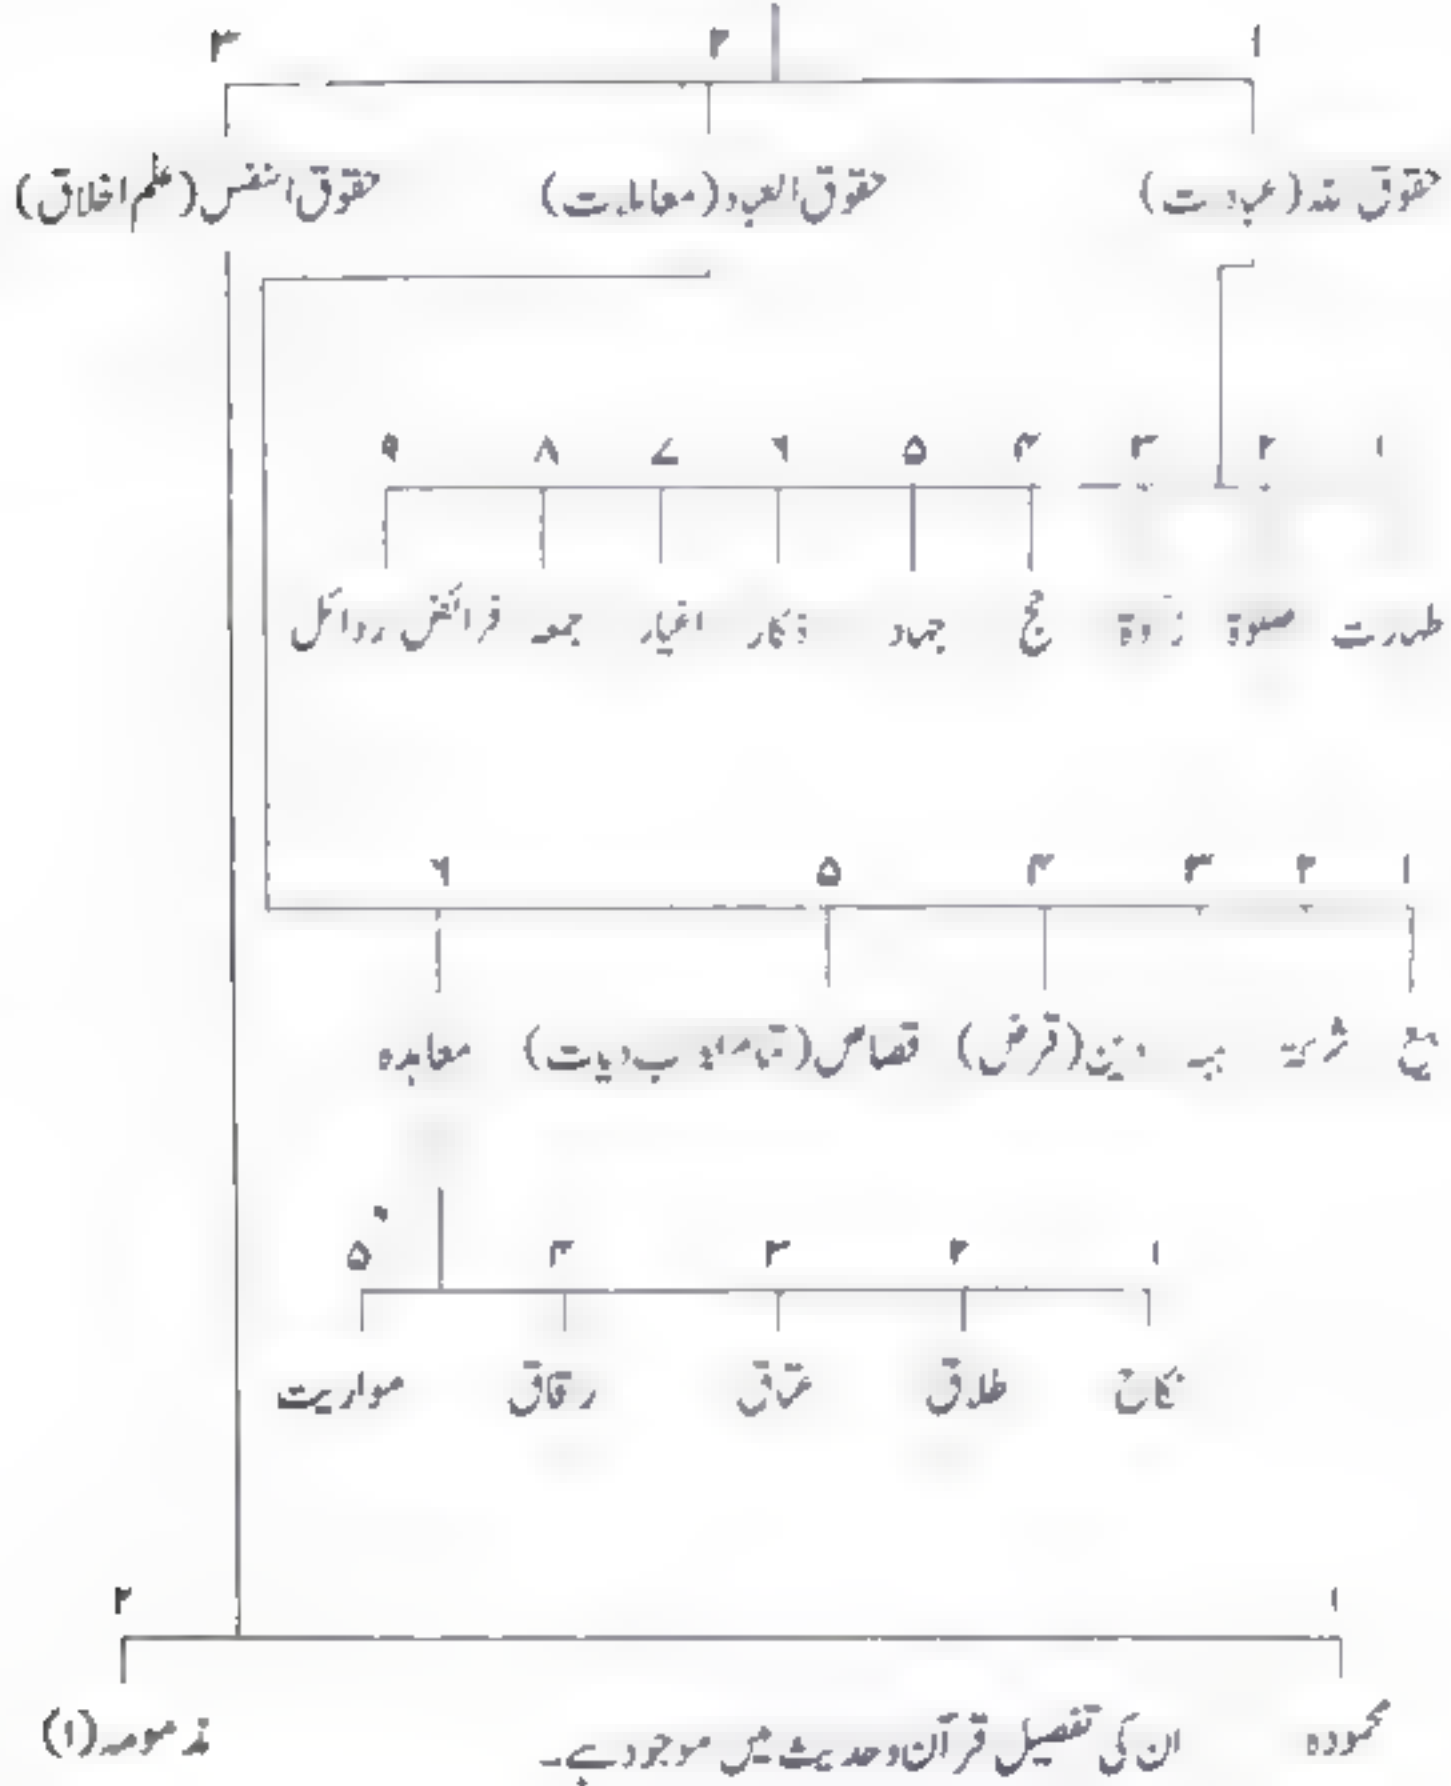 ۱ ۲ ۳
حقوق اللہ (عبادت) حقوق العباد (معاملات) حقوق النفس (علم اخلاق)
۱ ۲ ۳ ۴ ۵ ۶ ۷ ۸ ۹
طہارت صلوٰۃ زکوٰۃ حج جہاد اذکار جمعہ فرائض
۱ ۲ ۳ ۴ ۵ ۶
بیع شرکت ہبہ دین (قرض) قصاص (دیات) معاہدہ
۱ ۲ ۳ ۴ ۵
نکاح طلاق عتاق رقاق مواریث
۱ ۲
محمودہ ان کی تفصیل قرآن و حدیث میں موجود ہے۔ مذمومہ (۱)